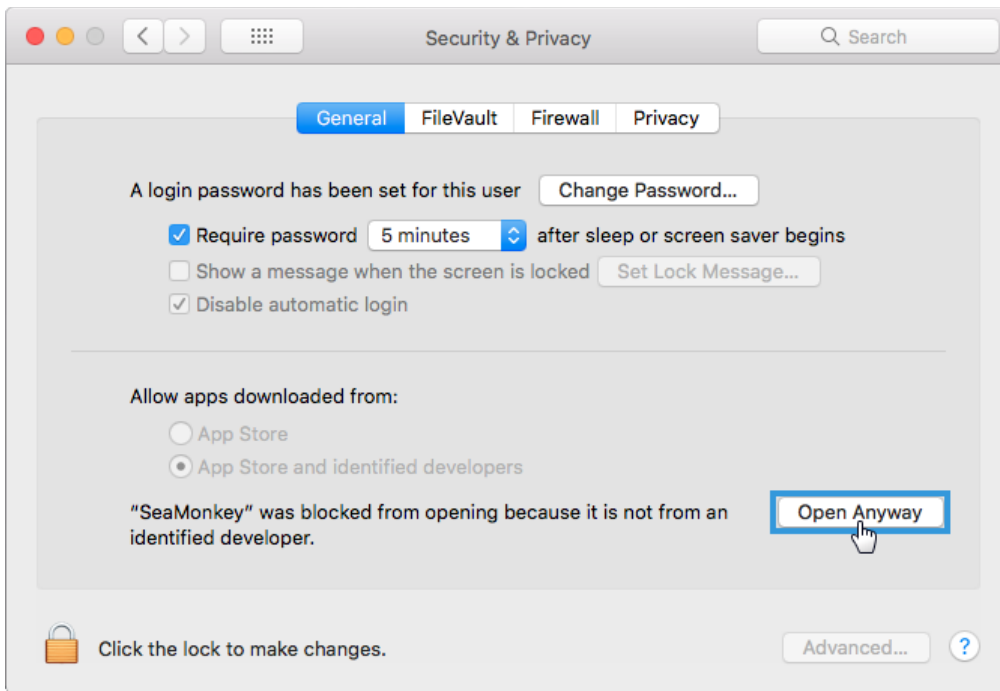 Security & Privacy
Search
General FileVault Firewall Privacy
A login password has been set for this user Change Password...
Require password 5 minutes after sleep or screen saver begins
Show a message when the screen is locked Set Lock Message...
Disable automatic login
Allow apps downloaded from:
App Store
App Store and identified developers
“SeaMonkey” was blocked from opening because it is not from an Open Anyway
identified developer.
Click the lock to make changes. Advanced... ?